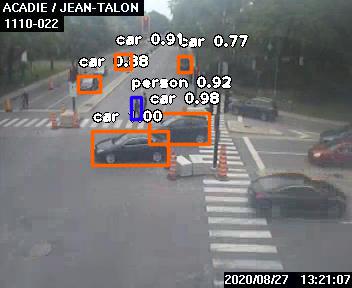 ACADIE / JEAN-TALON
1110-022
car 0.91
car 0.77
car 0.88
person 0.92
car 0.98
car 1.00
2020/08/27 13:21:07